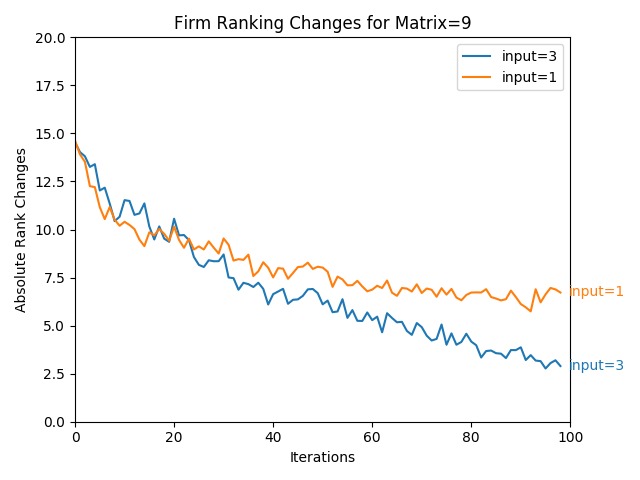 Firm Ranking Changes for Matrix=9
input=3
input=1
Absolute Rank Changes
20.0
17.5
15.0
12.5
10.0
7.5
5.0
2.5
0.0
input=1
input=3
0 20 40 60 80 100
Iterations